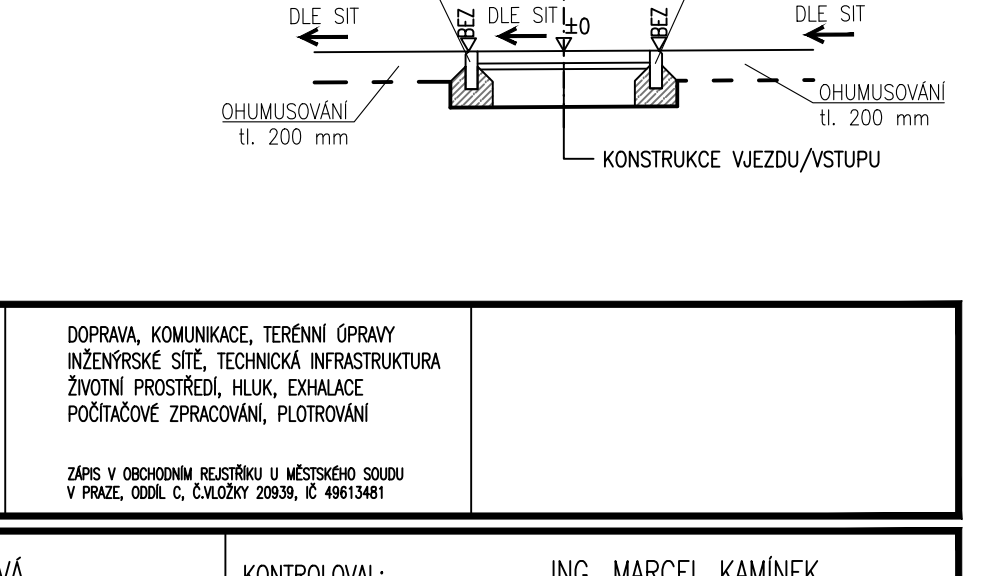 DLE SIT
BEZ
DLE SIT
±0
BEZ
DLE SIT
OHUMUSOVÁNÍ
tl. 200 mm
OHUMUSOVÁNÍ
tl. 200 mm
KONSTRUKCE VJEZDU/VSTUPU
DOPRAVA, KOMUNIKACE, TERÉNNÍ ÚPRAVY
INŽENÝRSKÉ SÍTĚ, TECHNICKÁ INFRASTRUKTURA
ŽIVOTNÍ PROSTŘEDÍ, HLUK, EXHALACE
POČÍTAČOVÉ ZPRACOVÁNÍ, PLOTROVÁNÍ
ZÁPIS V OBCHODNÍM REJSTŘÍKU U MĚSTSKÉHO SOUDU
V PRAZE, ODDÍL C, Č.VLOŽKY 20939, IČ 49613481
VÁ
KONTROLOVAL:
ING. MARCEL KAMÍNEK